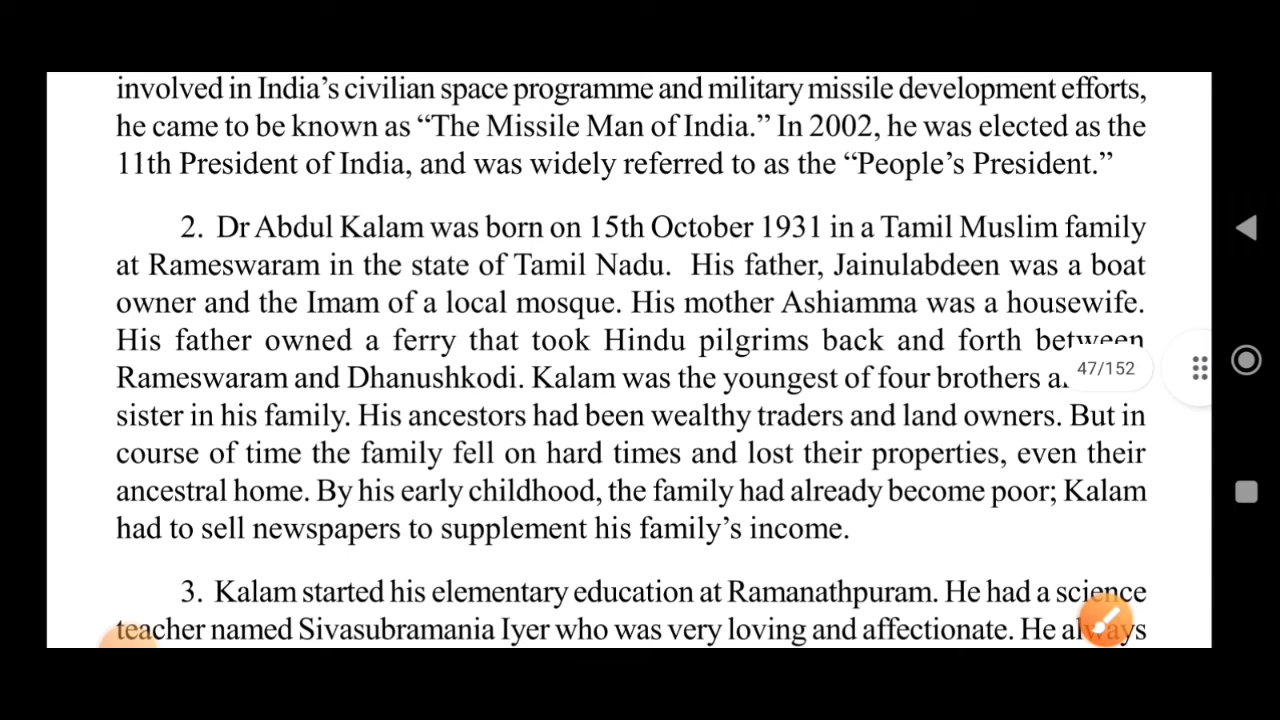 involved in India’s civilian space programme and military missile development efforts,
he came to be known as “The Missile Man of India.” In 2002, he was elected as the
11th President of India, and was widely referred to as the “People’s President.”
2. Dr Abdul Kalam was born on 15th October 1931 in a Tamil Muslim family
at Rameswaram in the state of Tamil Nadu. His father, Jainulabdeen was a boat
owner and the Imam of a local mosque. His mother Ashiamma was a housewife.
His father owned a ferry that took Hindu pilgrims back and forth between
Rameswaram and Dhanushkodi. Kalam was the youngest of four brothers
47/152
sister in his family. His ancestors had been wealthy traders and land owners. But in
course of time the family fell on hard times and lost their properties, even their
ancestral home. By his early childhood, the family had already become poor; Kalam
had to sell newspapers to supplement his family’s income.
3. Kalam started his elementary education at Ramanathpuram. He had a science
teacher named Sivasubramania Iyer who was very loving and affectionate. He always